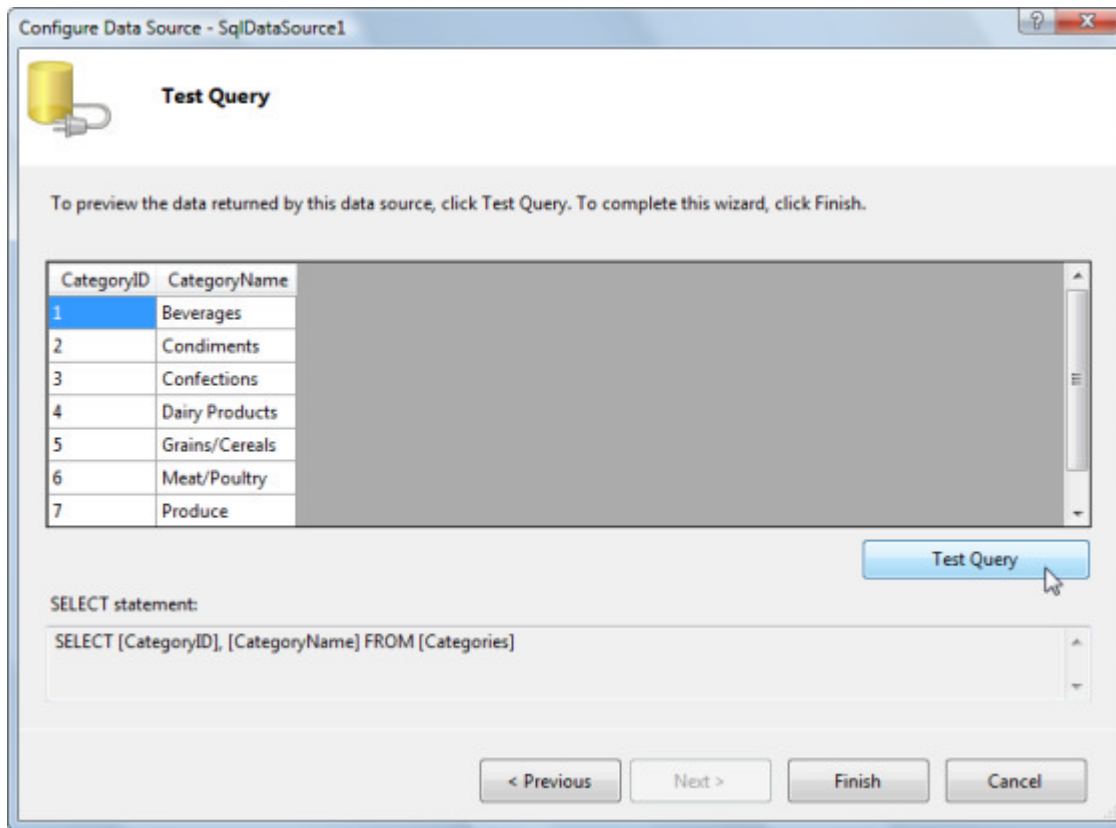 Configure Data Source - SqlDataSource1
Test Query
To preview the data returned by this data source, click Test Query. To complete this wizard, click Finish.
CategoryID CategoryName
1 Beverages
2 Condiments
3 Confections
4 Dairy Products
5 Grains/Cereals
6 Meat/Poultry
7 Produce
Test Query
SELECT statement:
SELECT [CategoryID], [CategoryName] FROM [Categories]
< Previous Next > Finish Cancel